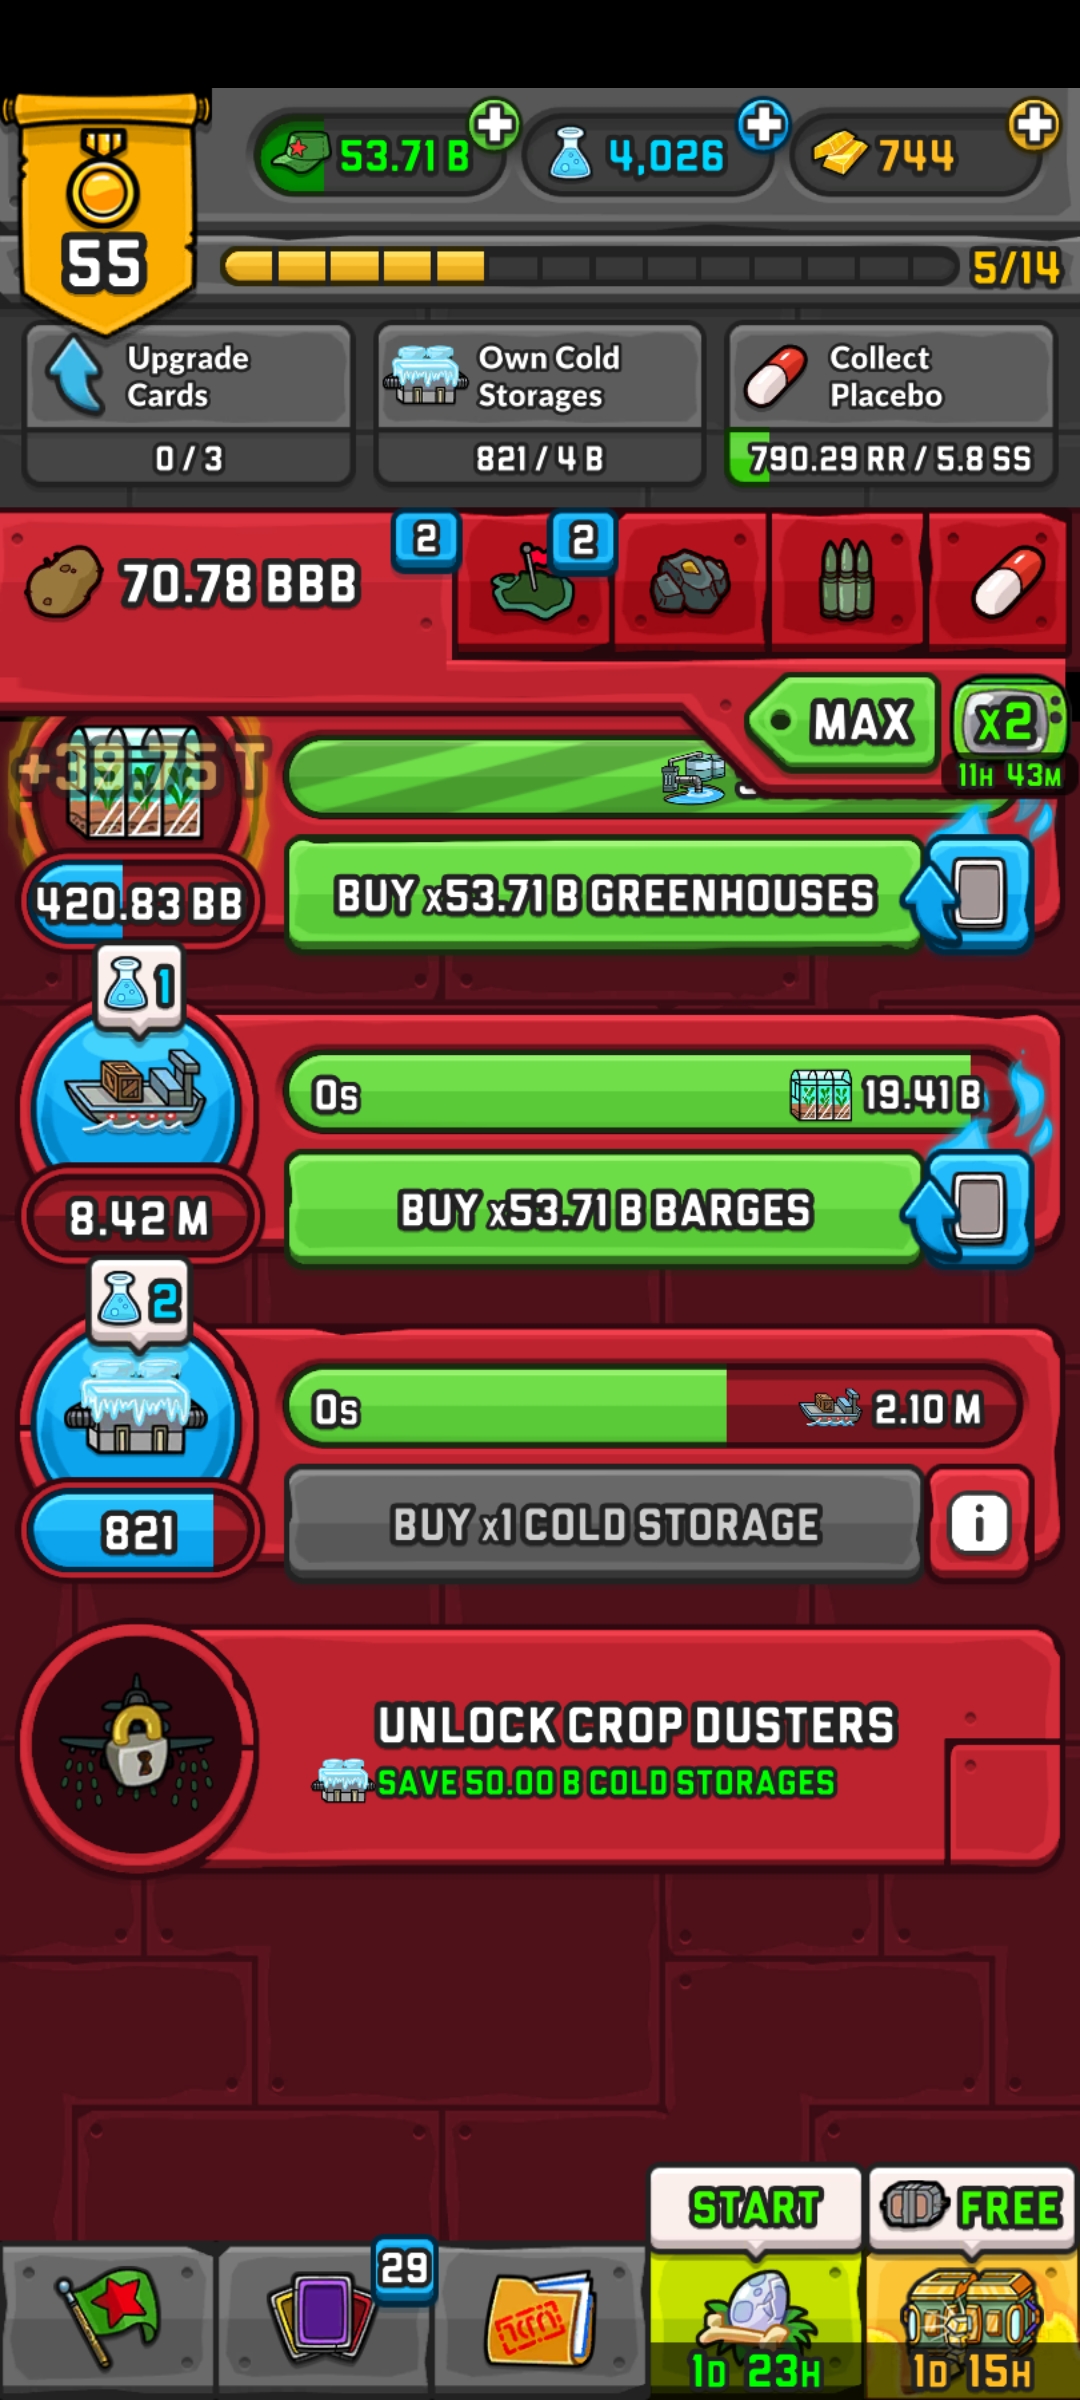 53.71 B
4,026
744
55
5/14
Upgrade
Cards
0 / 3
Own Cold
Storages
821 / 4 B
Collect
Placebo
790.29 RR / 5.8 SS
70.78 BBB
2
2
MAX
x2
11H 43M
+39.75 T
420.83 BB
BUY x53.71 B GREENHOUSES
1
0s
19.41 B
8.42 M
BUY x53.71 B BARGES
2
0s
2.10 M
821
BUY x1 COLD STORAGE
i
UNLOCK CROP DUSTERS
SAVE 50.00 B COLD STORAGES
START
FREE
29
1D 23H
1D 15H